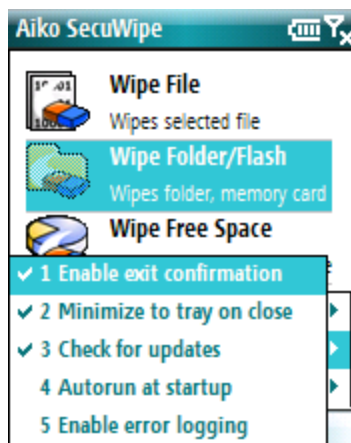 Aiko SecuWipe
Wipe File
Wipes selected file
Wipe Folder/Flash
Wipes folder, memory card
Wipe Free Space
1 Enable exit confirmation
2 Minimize to tray on close
3 Check for updates
4 Autorun at startup
5 Enable error logging